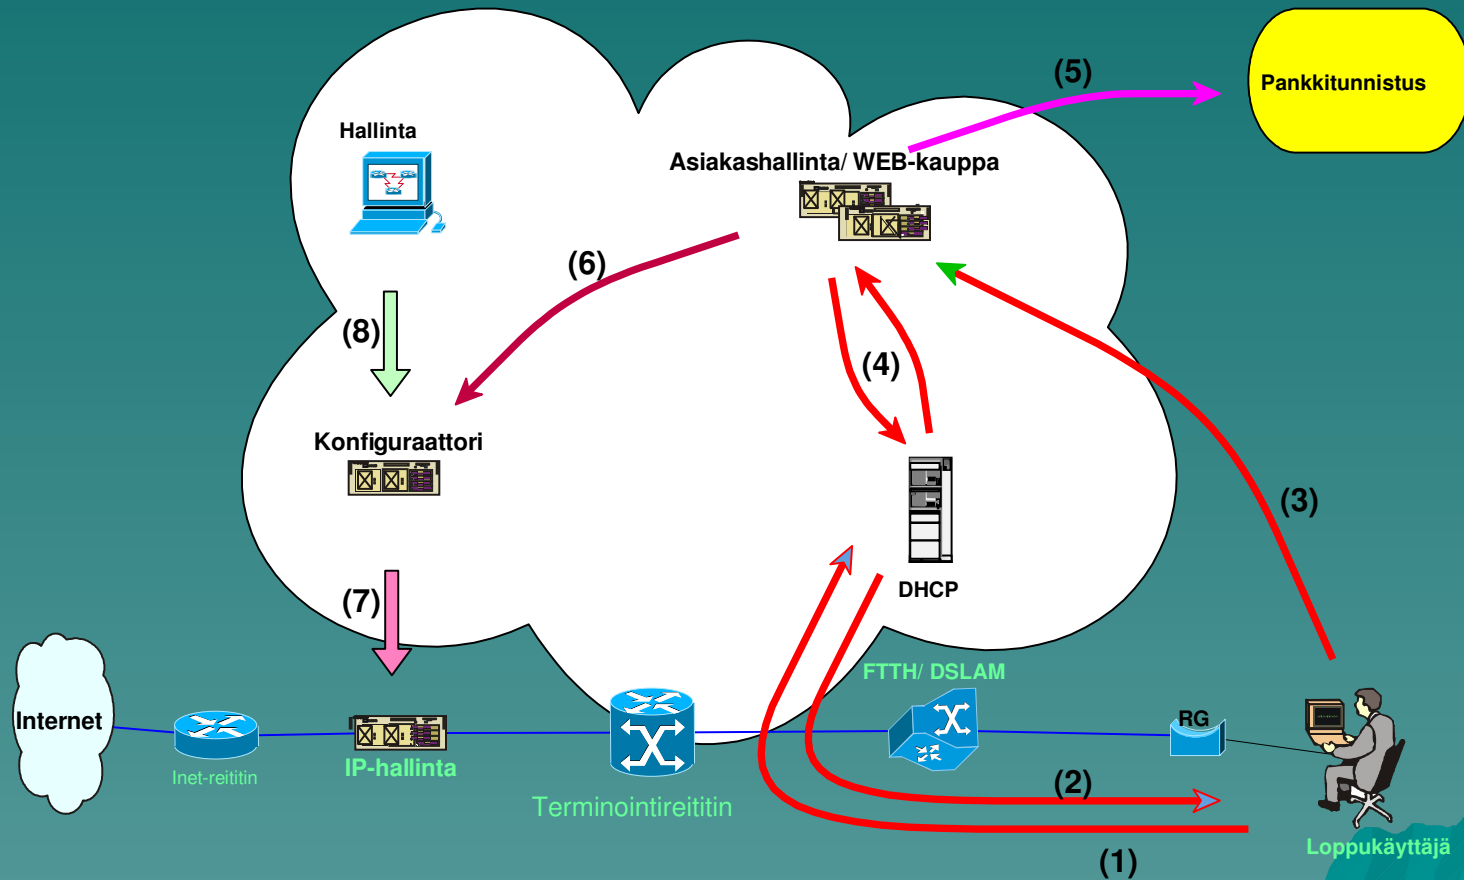 (5)
Pankkitunnistus
Hallinta
Asiakashallinta/ WEB-kauppa
(6)
(8)
(4)
Konfiguraattori
(3)
DHCP
(7)
FTTH/ DSLAM
Internet
RG
IP-hallinta
Inet-reititin
Terminointireititin
(2)
Loppukäyttäjä
(1)